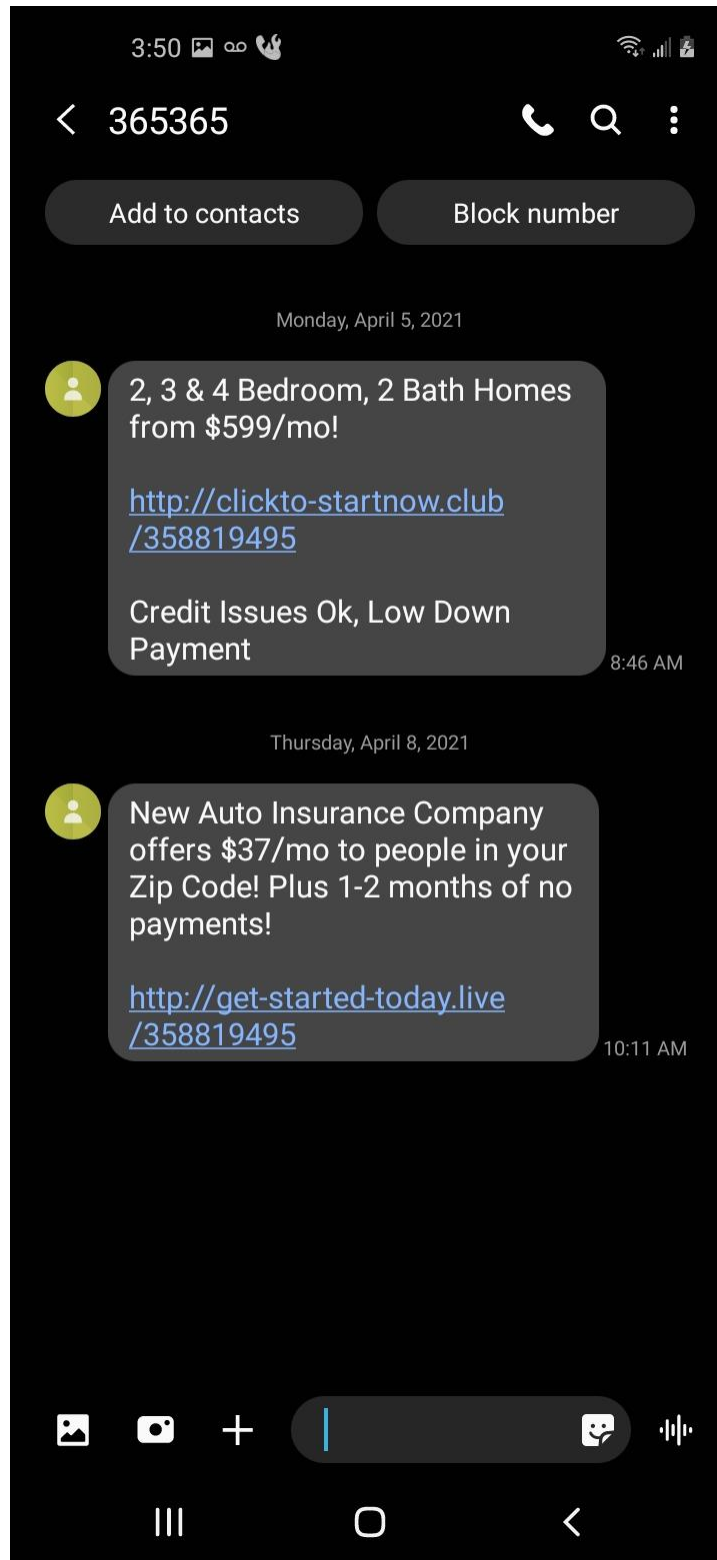 3:50
365365
Add to contacts
Block number
Monday, April 5, 2021
2, 3 & 4 Bedroom, 2 Bath Homes
from $599/mo!
http://clickto-startnow.club
/358819495
Credit Issues Ok, Low Down
Payment
8:46 AM
Thursday, April 8, 2021
New Auto Insurance Company
offers $37/mo to people in your
Zip Code! Plus 1-2 months of no
payments!
http://get-started-today.live
/358819495
10:11 AM